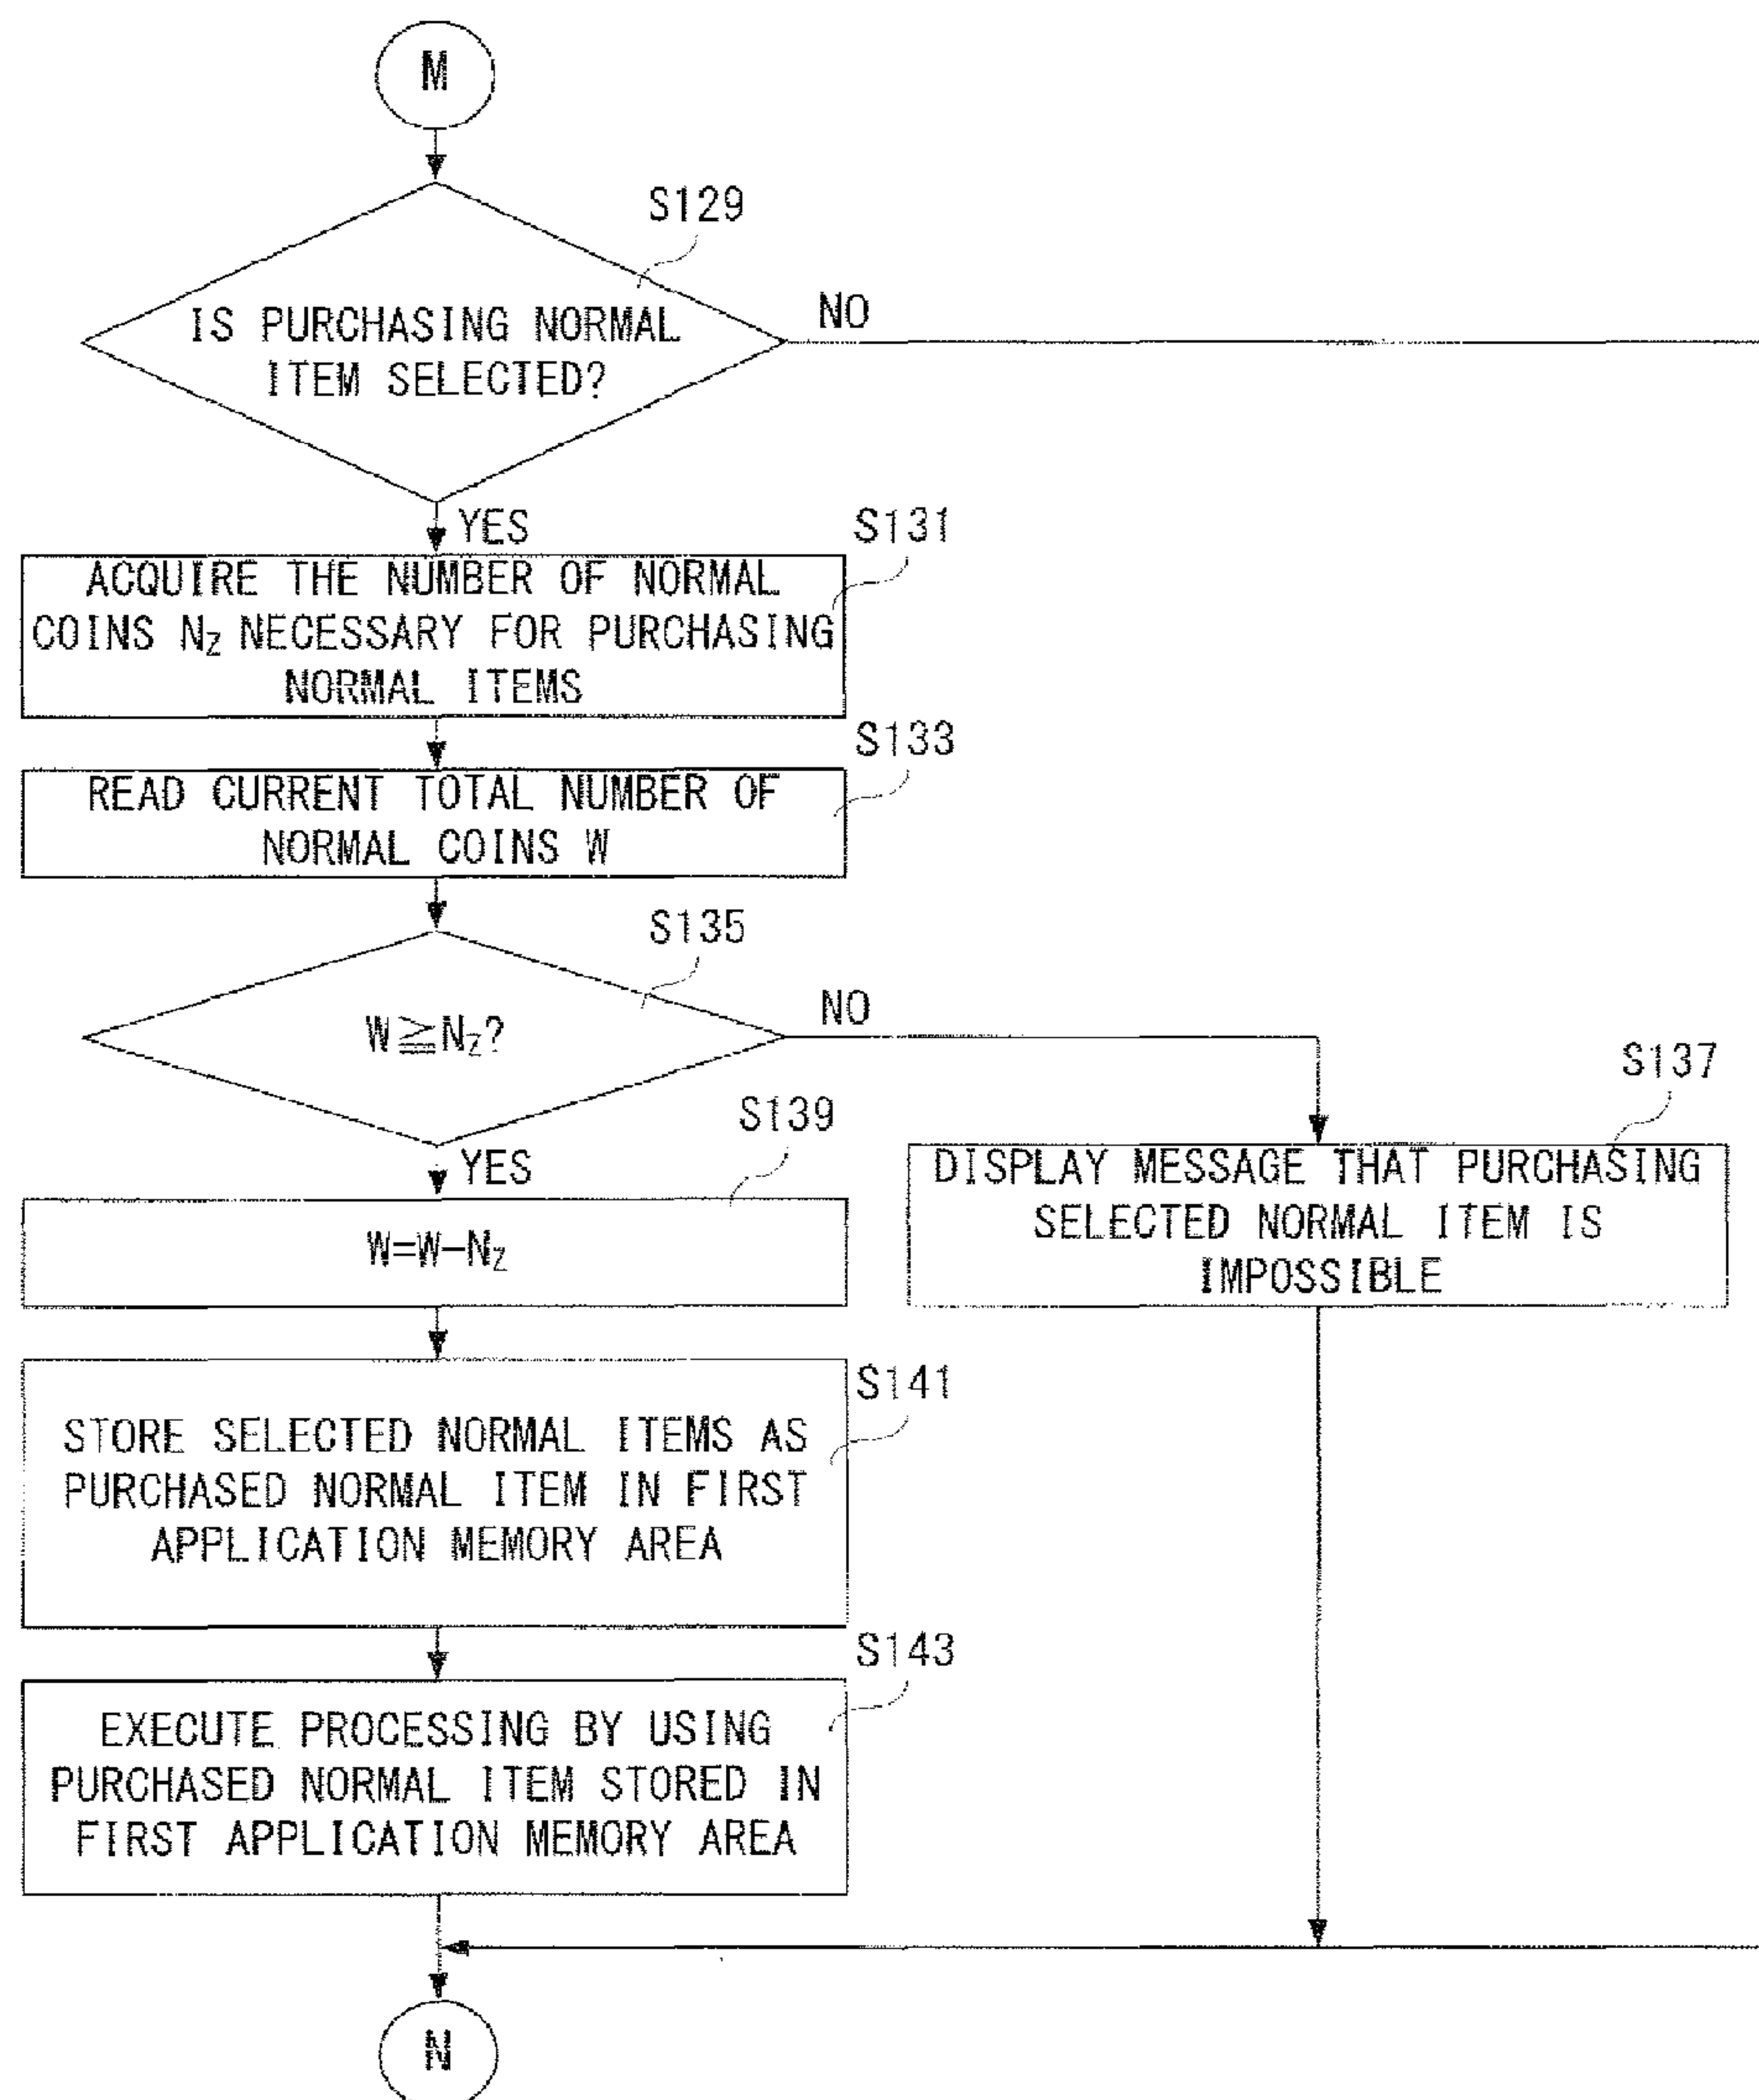 M
S129
IS PURCHASING NORMAL
ITEM SELECTED?
NO
YES
S131
ACQUIRE THE NUMBER OF NORMAL
COINS NZ NECESSARY FOR PURCHASING
NORMAL ITEMS
S133
READ CURRENT TOTAL NUMBER OF
NORMAL COINS W
S135
W≧NZ?
NO
YES
S137
DISPLAY MESSAGE THAT PURCHASING
SELECTED NORMAL ITEM IS
IMPOSSIBLE
S139
W=W-NZ
S141
STORE SELECTED NORMAL ITEMS AS
PURCHASED NORMAL ITEM IN FIRST
APPLICATION MEMORY AREA
S143
EXECUTE PROCESSING BY USING
PURCHASED NORMAL ITEM STORED IN
FIRST APPLICATION MEMORY AREA
N